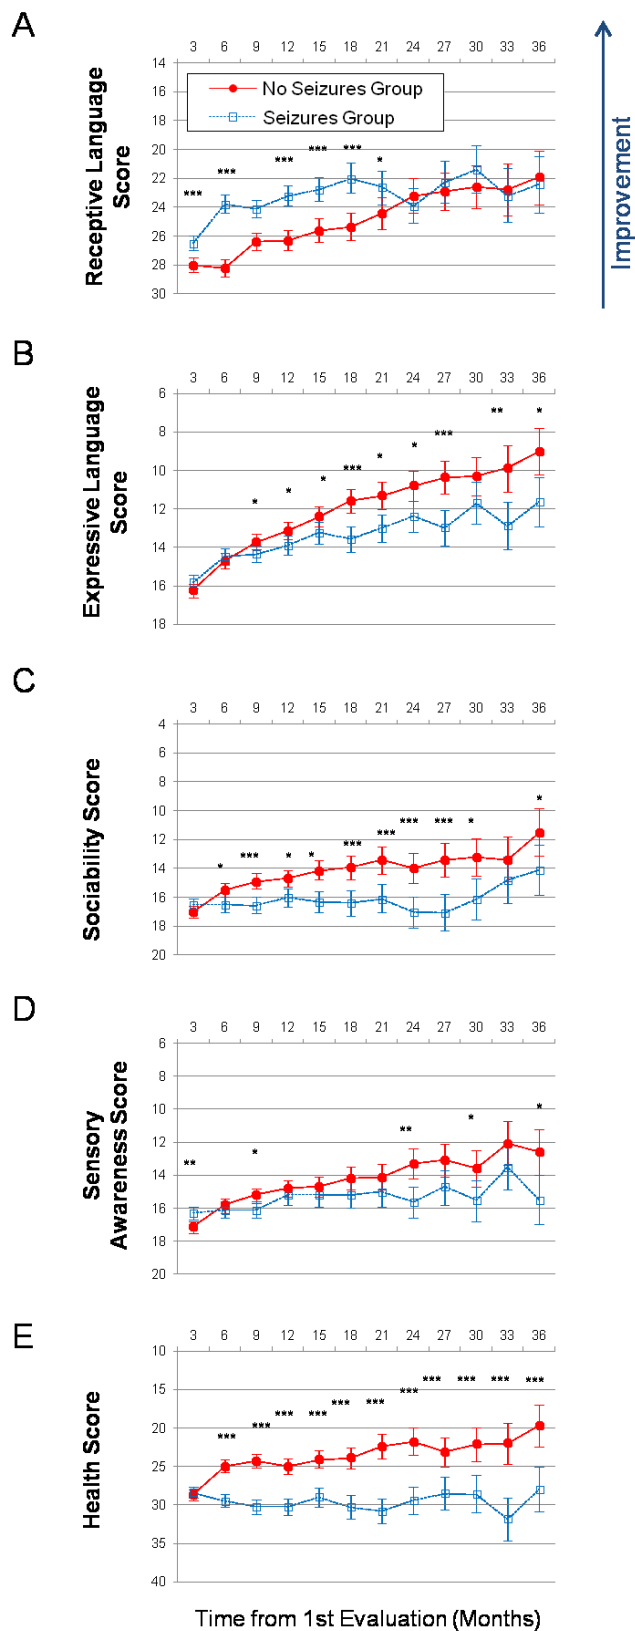 A
3 6 9 12 15 18 21 24 27 30 33 36
14
16
18
20
22
24
26
28
30
No Seizures Group
Seizures Group
*** *** *** *** *** *
Receptive Language
Score
Improvement
B
3 6 9 12 15 18 21 24 27 30 33 36
6
8
10
12
14
16
18
* * * *** * * *** ** *
Expressive Language
Score
C
3 6 9 12 15 18 21 24 27 30 33 36
4
6
8
10
12
14
16
18
20
* *** * * *** *** *** *** * *
Sociability Score
D
3 6 9 12 15 18 21 24 27 30 33 36
6
8
10
12
14
16
18
20
** * ** * *
Sensory
Awareness Score
E
3 6 9 12 15 18 21 24 27 30 33 36
10
15
20
25
30
35
40
*** *** *** *** *** *** *** *** *** *** ***
Health Score
Time from 1st Evaluation (Months)